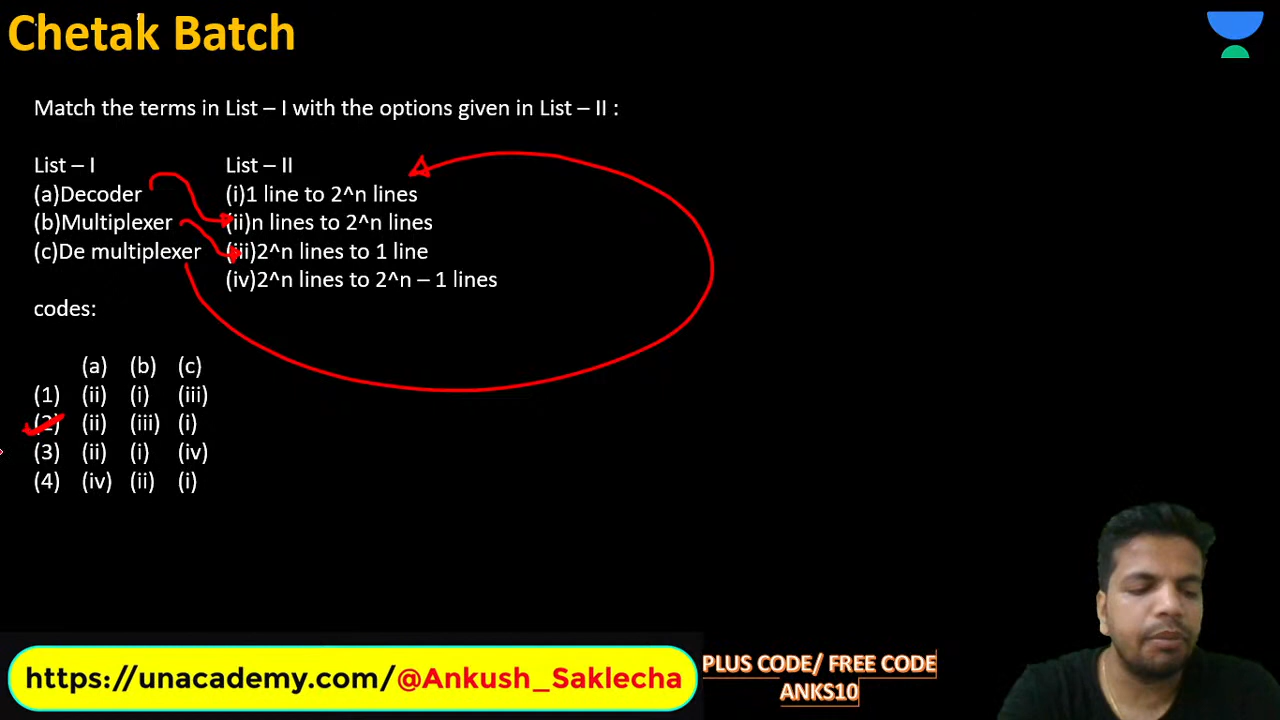 Chetak Batch
Match the terms in List – I with the options given in List – II :
List – I List – II
(a)Decoder (i)1 line to 2^n lines
(b)Multiplexer (ii)n lines to 2^n lines
(c)De multiplexer (iii)2^n lines to 1 line
(iv)2^n lines to 2^n – 1 lines
codes:
(a) (b) (c)
(1) (ii) (i) (iii)
(2) (ii) (iii) (i)
(3) (ii) (i) (iv)
(4) (iv) (ii) (i)
https://unacademy.com/@Ankush_Saklecha
PLUS CODE/ FREE CODE
ANKS10